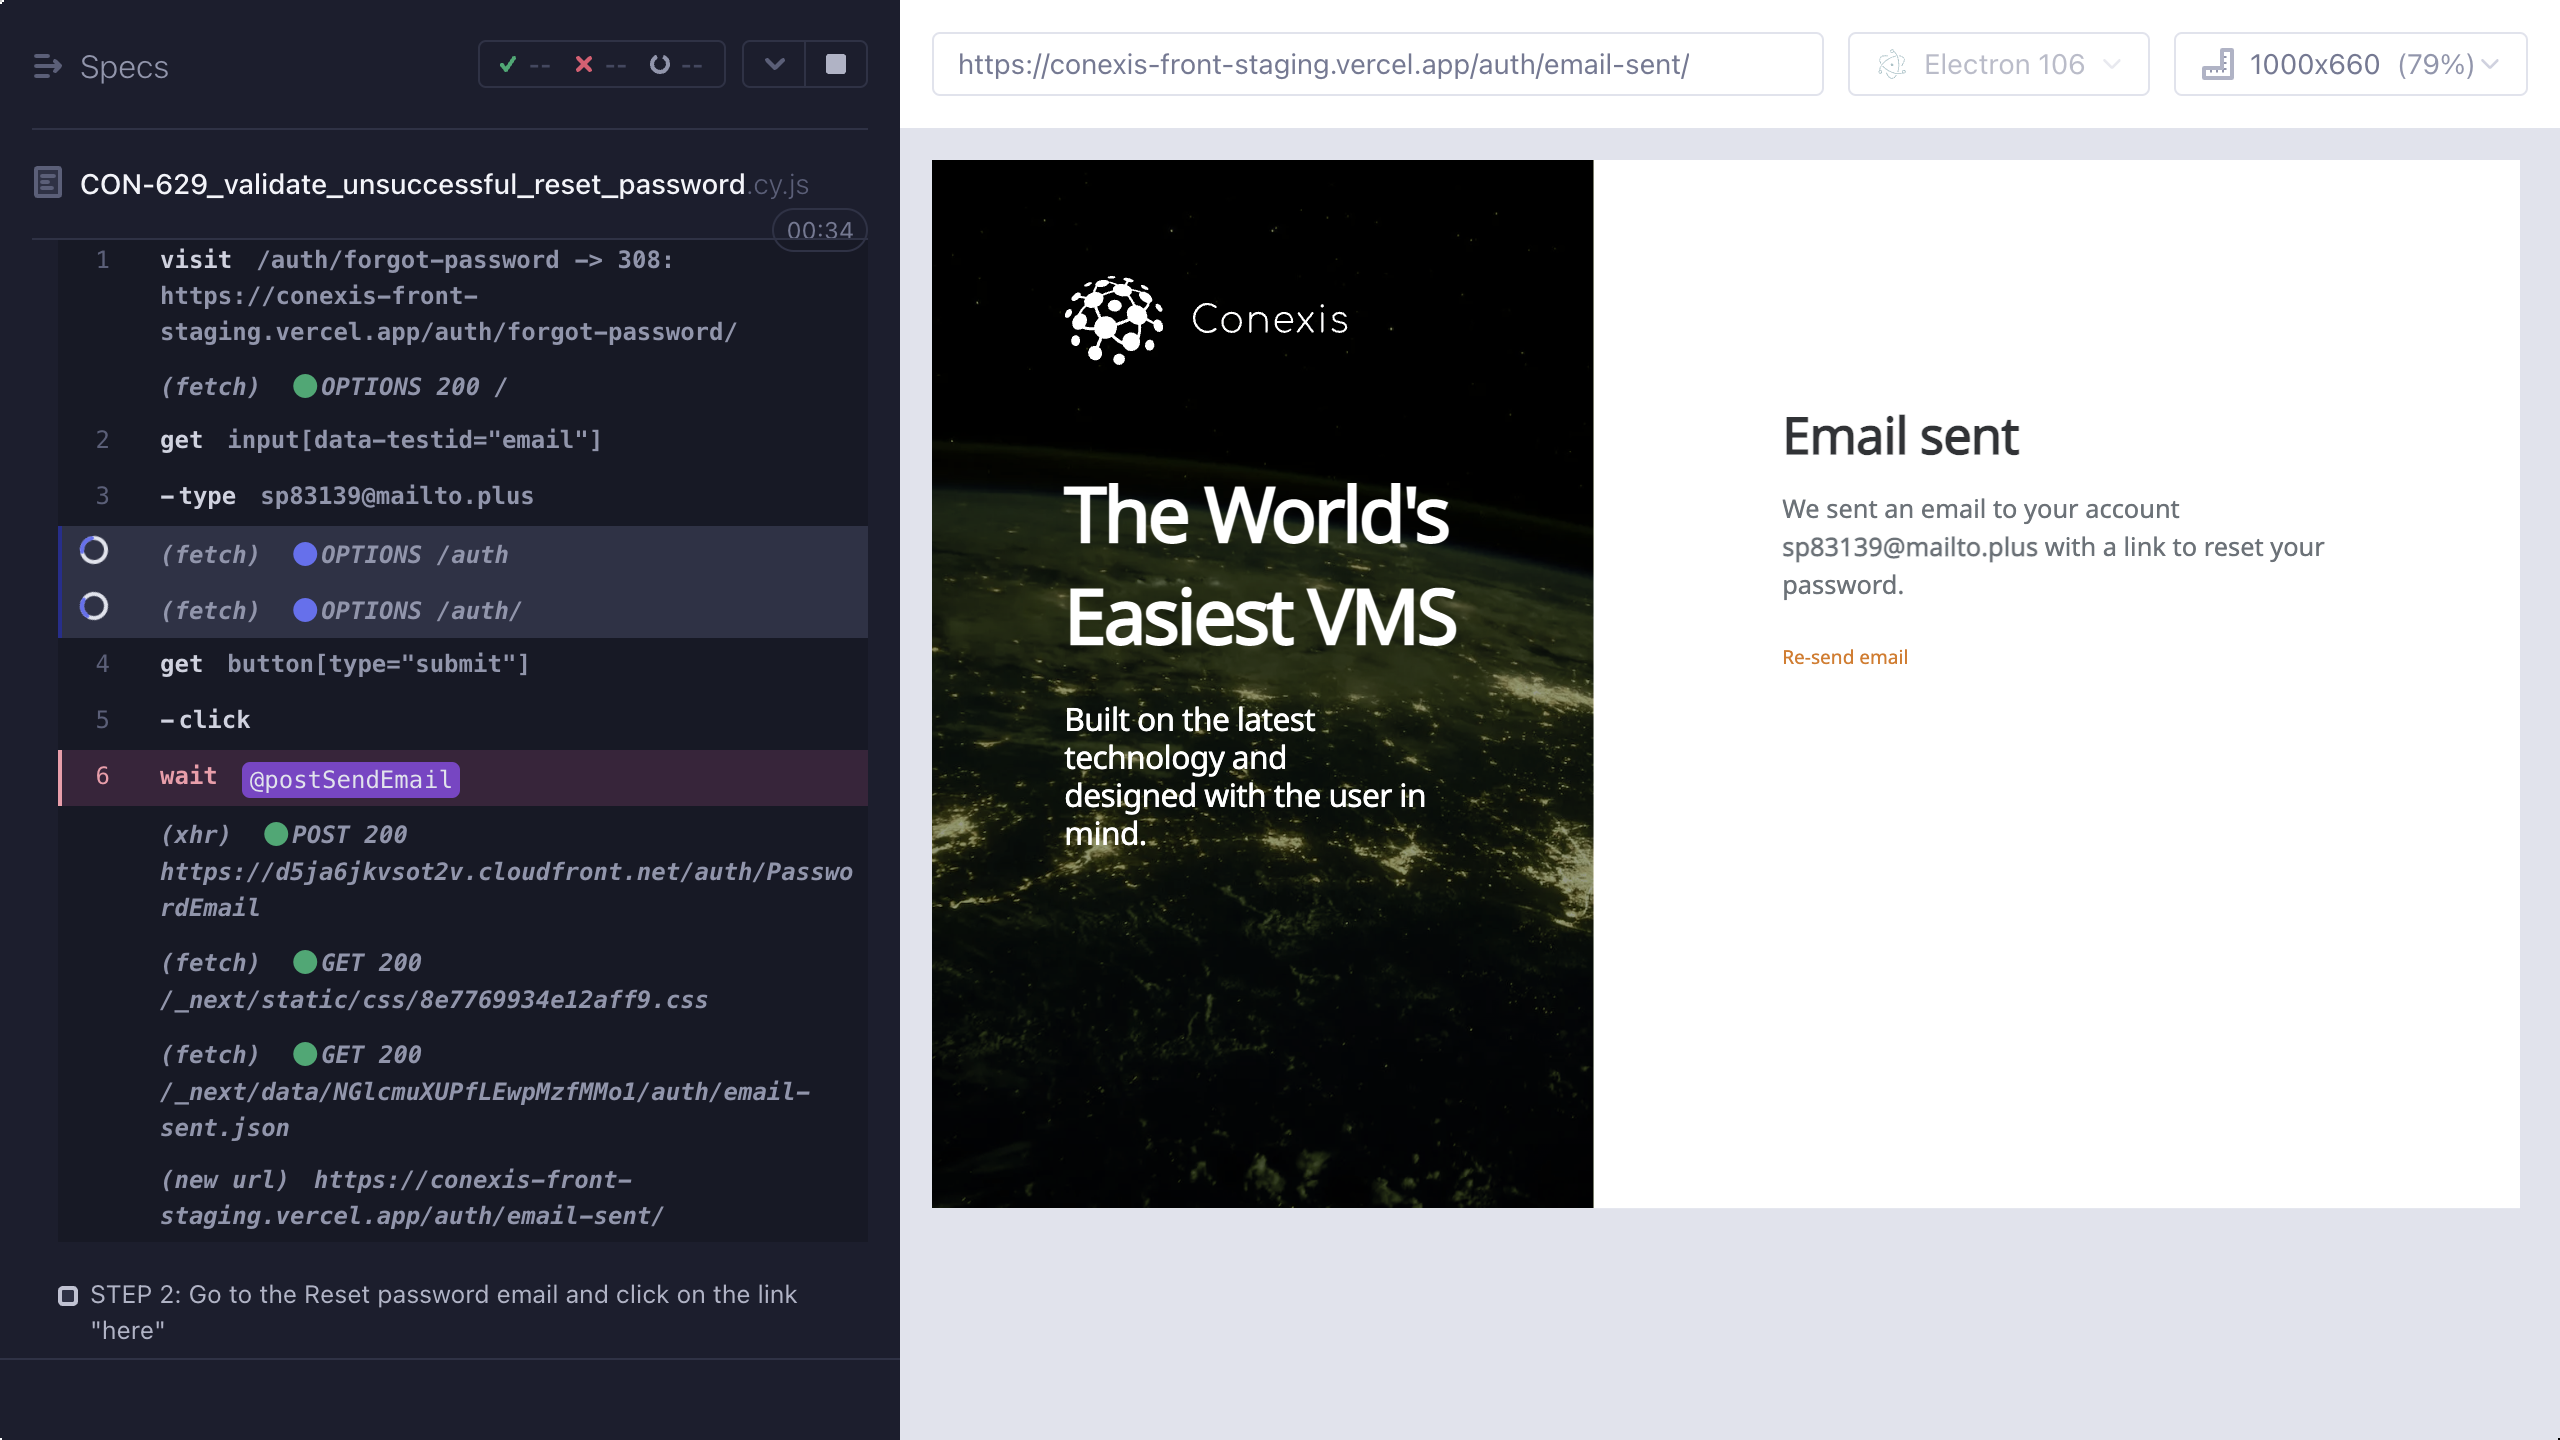 Specs
--
--
--
CON-629_validate_unsuccessful_reset_password.cy.js
00:34
1 visit /auth/forgot-password -> 308:
https://conexis-front-
staging.vercel.app/auth/forgot-password/
(fetch) OPTIONS 200 /
2 get input[data-testid="email"]
3 -type sp83139@mailto.plus
(fetch) OPTIONS /auth
(fetch) OPTIONS /auth/
4 get button[type="submit"]
5 -click
6 wait @postSendEmail
(xhr) POST 200
https://d5ja6jkvsot2v.cloudfront.net/auth/Passwo
rdEmail
(fetch) GET 200
/_next/static/css/8e7769934e12aff9.css
(fetch) GET 200
/_next/data/NGlcmuXUPfLEwpMzfMMo1/auth/email-
sent.json
(new url) https://conexis-front-
staging.vercel.app/auth/email-sent/
STEP 2: Go to the Reset password email and click on the link
"here"
https://conexis-front-staging.vercel.app/auth/email-sent/
Electron 106
1000x660 (79%)
Conexis
The World's
Easiest VMS
Built on the latest
technology and
designed with the user in
mind.
Email sent
We sent an email to your account
sp83139@mailto.plus with a link to reset your
password.
Re-send email